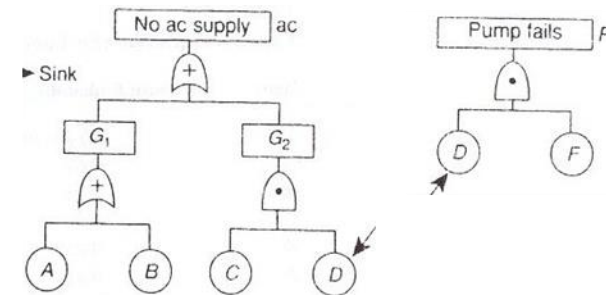 No ac supply ac
Pump fails
Sink
+
•
G₁
G₂
D
F
+
•
A
B
C
D